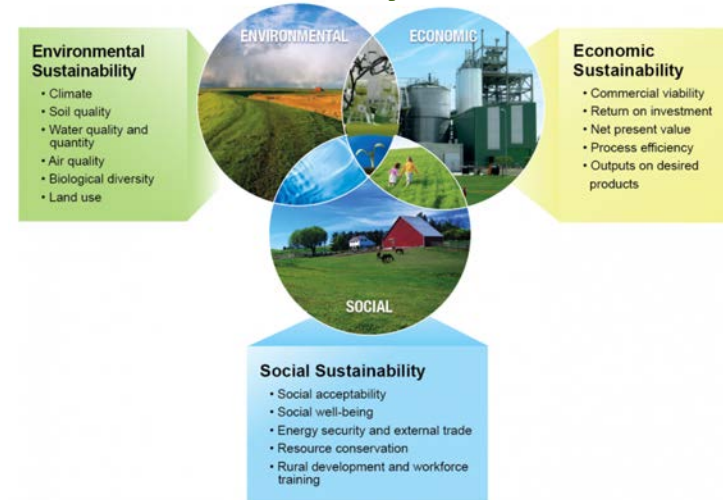 ENVIRONMENTAL
ECONOMIC
Environmental
Sustainability
• Climate
• Soil quality
• Water quality and
quantity
• Air quality
• Biological diversity
• Land use
Economic
Sustainability
• Commercial viability
• Return on investment
• Net present value
• Process efficiency
• Outputs on desired
products
SOCIAL
Social Sustainability
• Social acceptability
• Social well-being
• Energy security and external trade
• Resource conservation
• Rural development and workforce
training